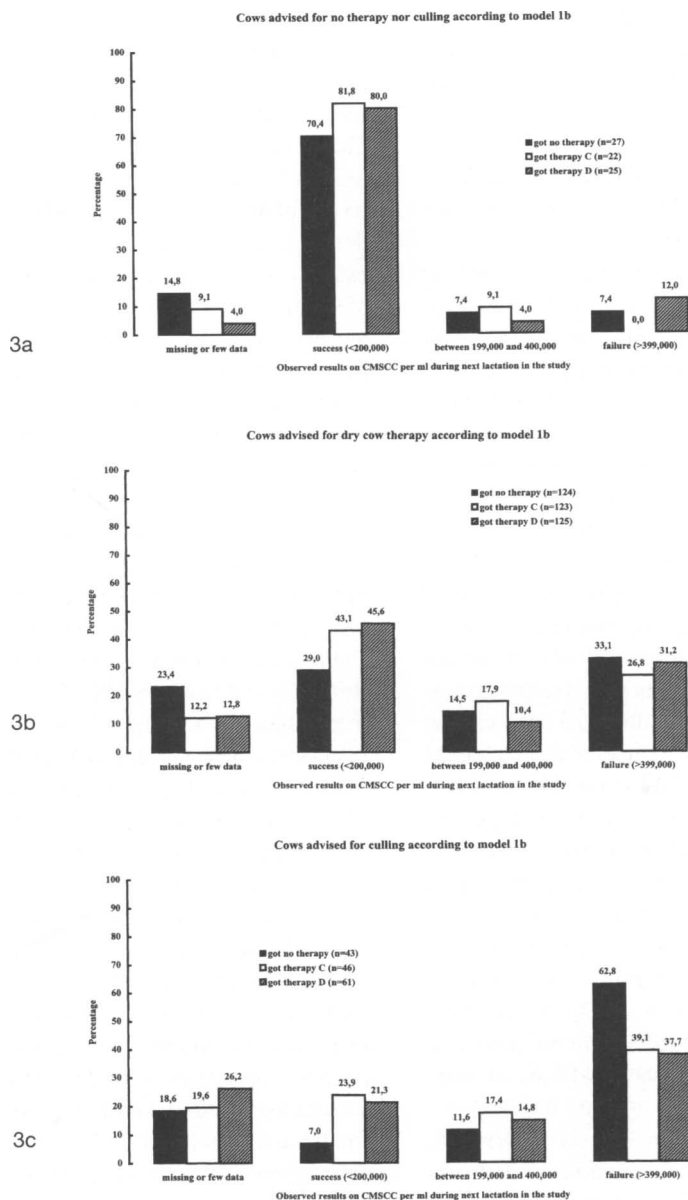 Cows advised for no therapy nor culling according to model 1b
100
90
80
70
60
50
40
30
20
10
0
Percentage
14,8
9,1
4,0
70,4
81,8
80,0
7,4
9,1
4,0
7,4
0,0
12,0
got no therapy (n=27)
got therapy C (n=22)
got therapy D (n=25)
missing or few data
success (<200,000)
between 199,000 and 400,000
failure (>399,000)
Observed results on CMSCC per ml during next lactation in the study
3a
Cows advised for dry cow therapy according to model 1b
100
90
80
70
60
50
40
30
20
10
0
Percentage
23,4
12,2
12,8
29,0
43,1
45,6
14,5
17,9
10,4
33,1
26,8
31,2
got no therapy (n=124)
got therapy C (n=123)
got therapy D (n=125)
missing or few data
success (<200,000)
between 199,000 and 400,000
failure (>399,000)
Observed results on CMSCC per ml during next lactation in the study
3b
Cows advised for culling according to model 1b
100
90
80
70
60
50
40
30
20
10
0
Percentage
18,6
19,6
26,2
7,0
23,9
21,3
11,6
17,4
14,8
62,8
39,1
37,7
got no therapy (n=43)
got therapy C (n=46)
got therapy D (n=61)
missing or few data
success (<200,000)
between 199,000 and 400,000
failure (>399,000)
Observed results on CMSCC per ml during next lactation in the study
3c